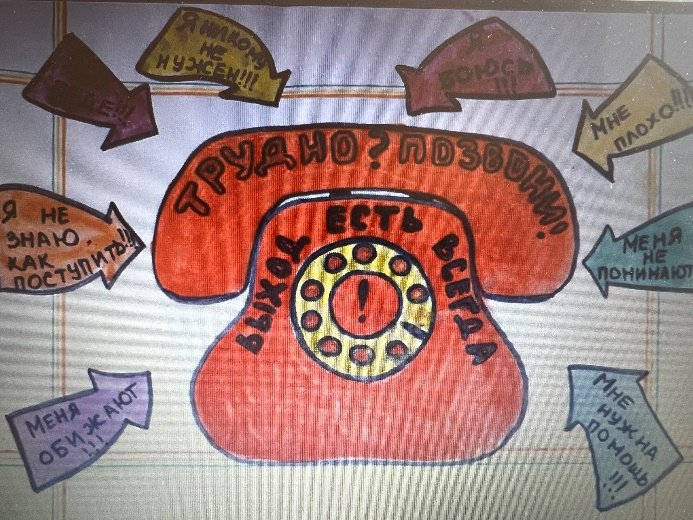 Я НИКОМУ
НЕ
НУЖЕН!!!
Я
БОЮСЬ
!!!
МНЕ
ПЛОХО!!!
ТРУДНО? ПОЗВОНИ!
Я НЕ
ЗНАЮ,
КАК
ПОСТУПИТЬ!!!
ВЫХОД ЕСТЬ ВСЕГДА
!
МЕНЯ
НЕ
ПОНИМАЮТ
МЕНЯ
ОБИЖАЮТ
!!!
МНЕ
НУЖНА
ПОМОЩЬ
!!!